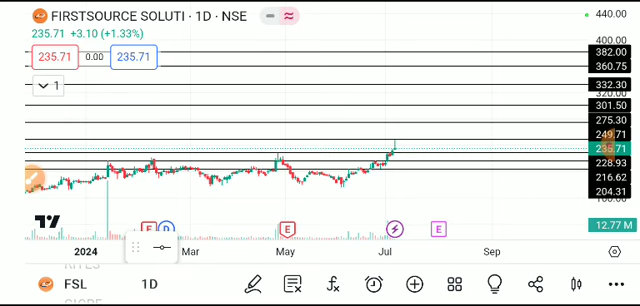 FIRSTSOURCE SOLUTI · 1D · NSE
235.71 +3.10 (+1.33%)
235.71 0.00 235.71
1
440.00
400.00
382.00
360.75
332.30
320.00
301.50
275.30
249.71
235.71
228.93
216.62
204.31
12.77 M
E D E E
2024 Mar May Jul Sep
FSL 1D